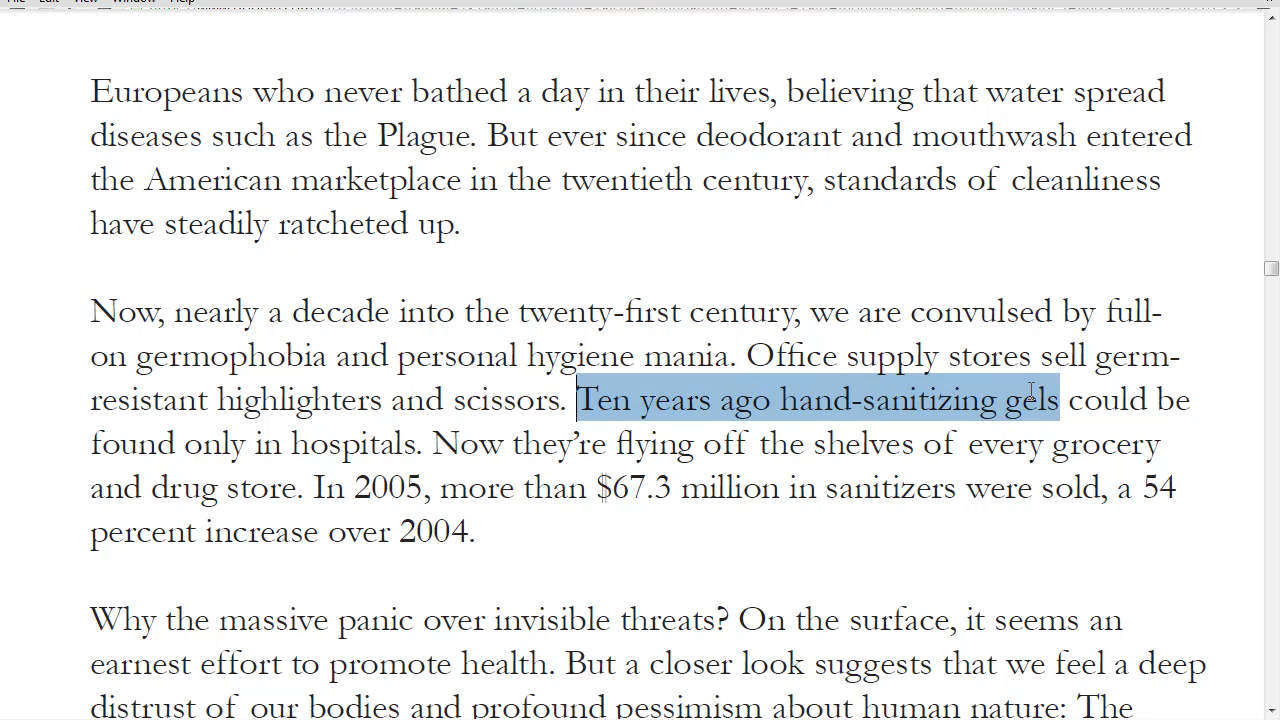 File Edit View Window Help
Europeans who never bathed a day in their lives, believing that water spread
diseases such as the Plague. But ever since deodorant and mouthwash entered
the American marketplace in the twentieth century, standards of cleanliness
have steadily ratcheted up.
Now, nearly a decade into the twenty-first century, we are convulsed by full-
on germophobia and personal hygiene mania. Office supply stores sell germ-
resistant highlighters and scissors. Ten years ago hand-sanitizing gels could be
found only in hospitals. Now they’re flying off the shelves of every grocery
and drug store. In 2005, more than $67.3 million in sanitizers were sold, a 54
percent increase over 2004.
Why the massive panic over invisible threats? On the surface, it seems an
earnest effort to promote health. But a closer look suggests that we feel a deep
distrust of our bodies and profound pessimism about human nature: The